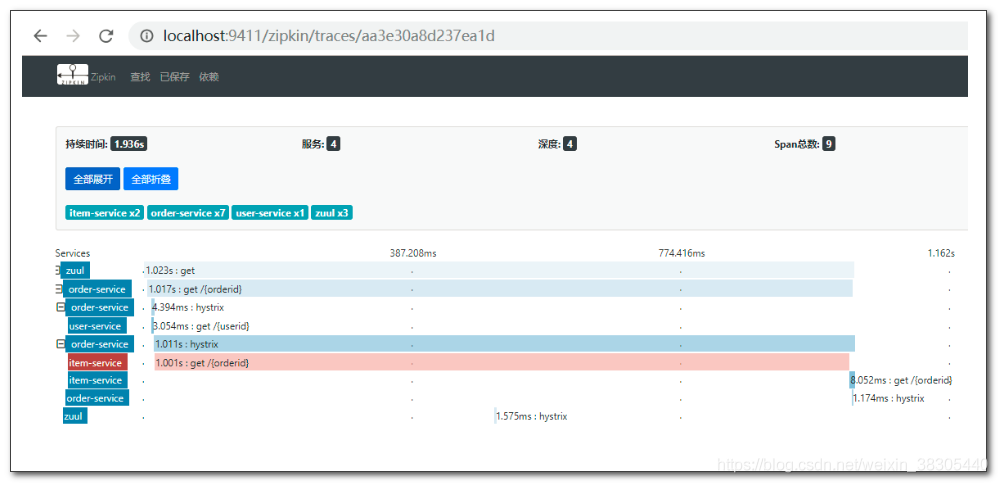 localhost:9411/zipkin/traces/aa3e30a8d237ea1d
ZIPKIN Zipkin 查找 已保存 依赖
持续时间: 1.936s 服务: 4 深度: 4 Span总数: 9
全部展开 全部折叠
item-service x2 order-service x7 user-service x1 zuul x3
Services 387.208ms 774.416ms 1.162s
zuul 1.023s : get
order-service 1.017s : get /{orderid}
order-service 4.394ms : hystrix
user-service 3.054ms : get /{userid}
order-service 1.011s : hystrix
item-service 1.001s : get /{orderid}
item-service 8.052ms : get /{orderid}
order-service 1.174ms : hystrix
zuul 1.575ms : hystrix
https://blog.csdn.net/weixin_38305440